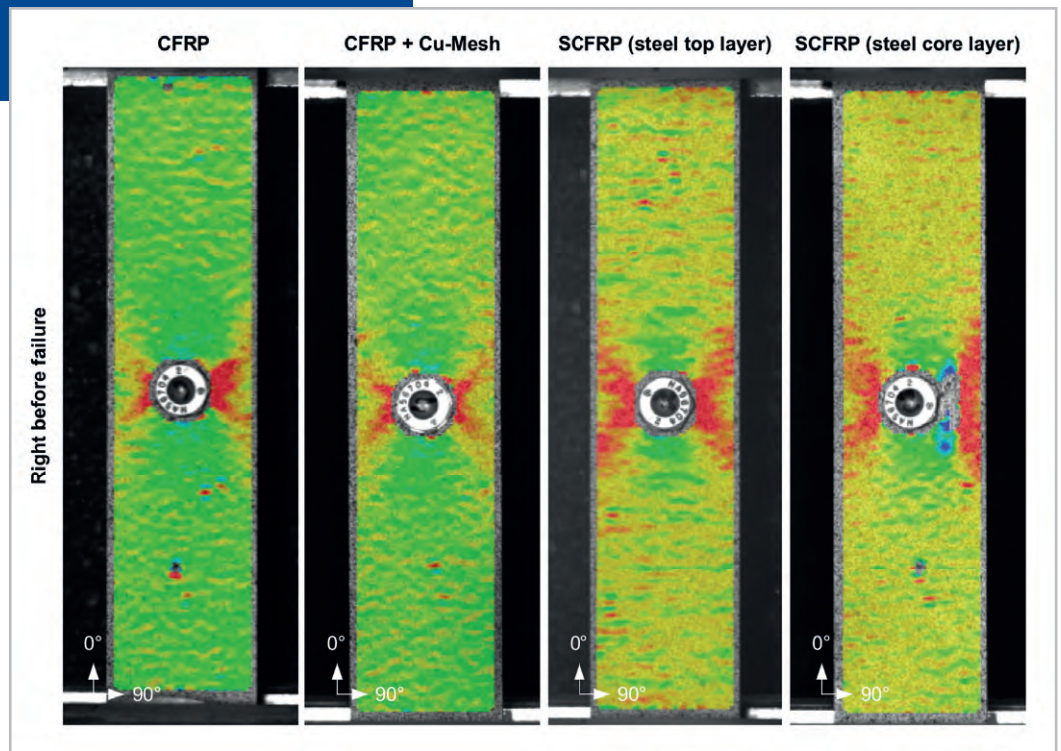 CFRP
CFRP + Cu-Mesh
SCFRP (steel top layer)
SCFRP (steel core layer)
Right before failure
0°
90°
0°
90°
0°
90°
0°
90°